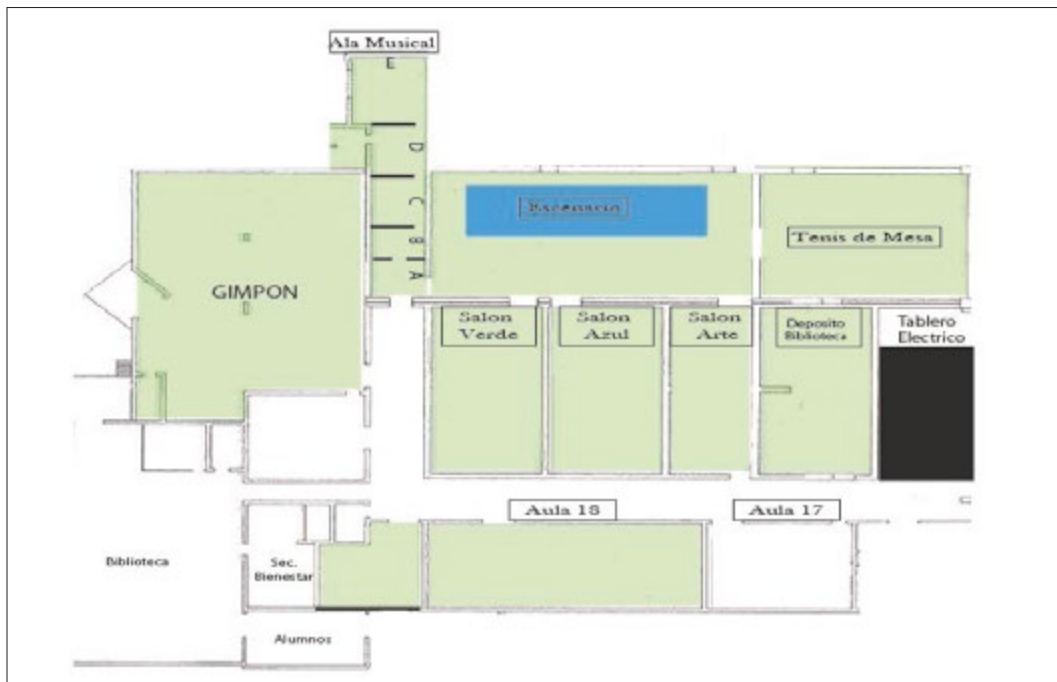 Ala Musical
E
D
C
B
A
Escenario
Tenis de Mesa
GIMPON
Salon
Verde
Salon
Azul
Salon
Arte
Deposito
Biblioteca
Tablero
Electrico
Aula 18
Aula 17
Biblioteca
Sec.
Bienestar
Alumnos